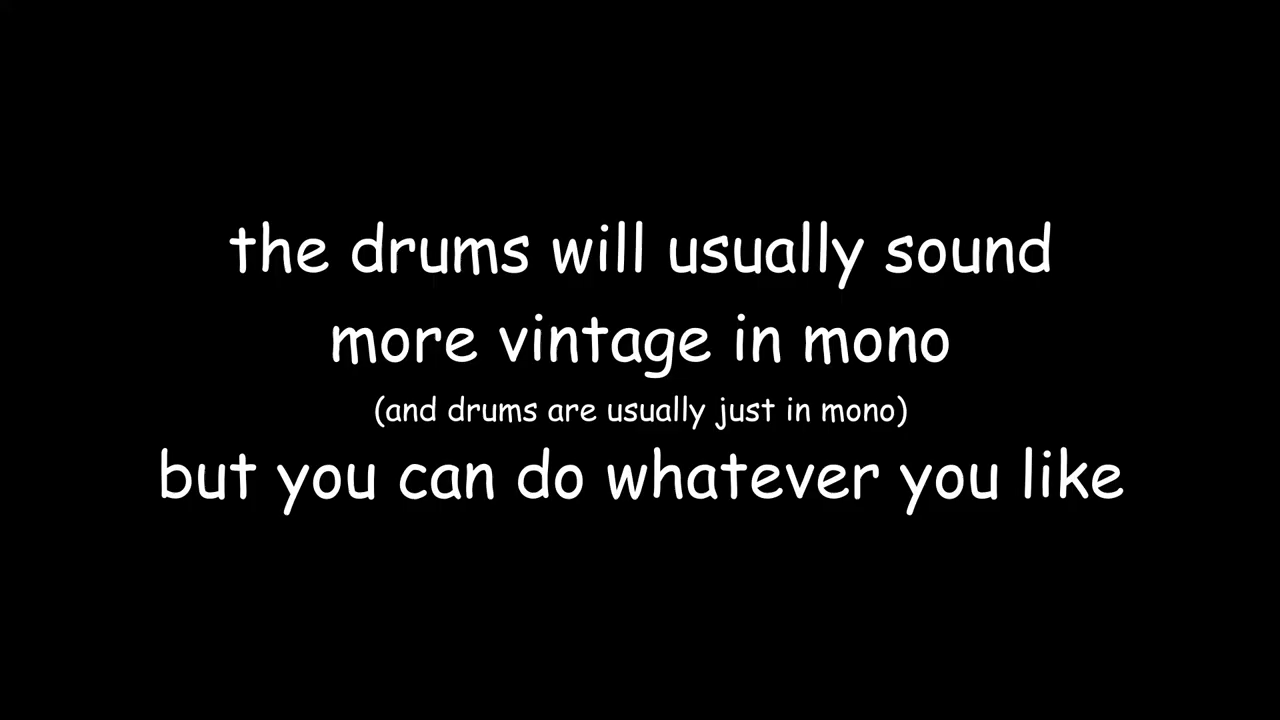 the drums will usually sound
more vintage in mono
(and drums are usually just in mono)
but you can do whatever you like